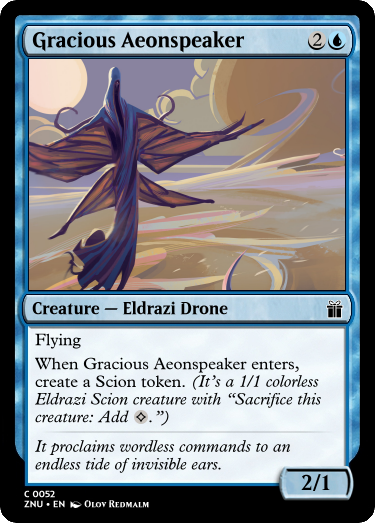 Gracious Aeonspeaker 2
Creature — Eldrazi Drone
Flying
When Gracious Aeonspeaker enters,
create a Scion token. (It's a 1/1 colorless
Eldrazi Scion creature with “Sacrifice this
creature: Add .”)
It proclaims wordless commands to an
endless tide of invisible ears.
2/1
C 0052
ZNU • EN Olov Redmalm